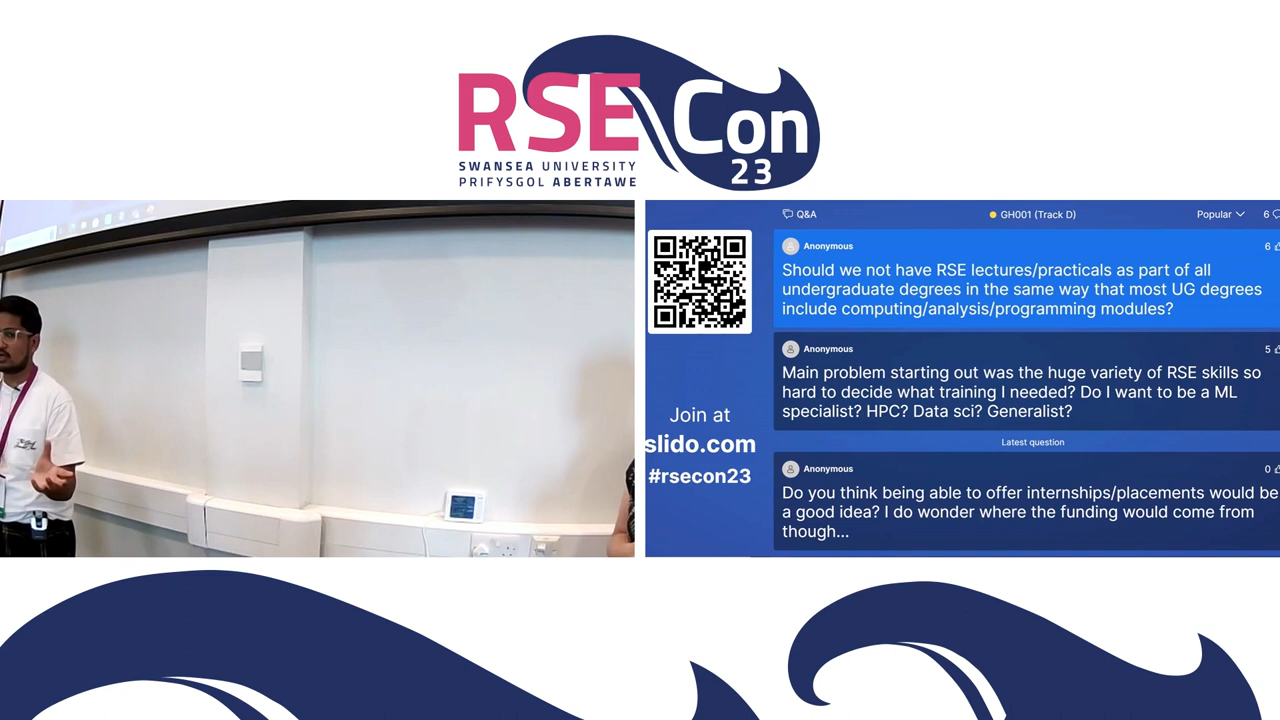 RSE Con
23
SWANSEA UNIVERSITY
PRIFYSGOL ABERTAWE
Q&A
GH001 (Track D)
Popular
6
Anonymous
6
Should we not have RSE lectures/practicals as part of all
undergraduate degrees in the same way that most UG degrees
include computing/analysis/programming modules?
Anonymous
5
Main problem starting out was the huge variety of RSE skills so
hard to decide what training I needed? Do I want to be a ML
specialist? HPC? Data sci? Generalist?
Latest question
Anonymous
0
Do you think being able to offer internships/placements would be
a good idea? I do wonder where the funding would come from
though...
Join at
slido.com
#rsecon23